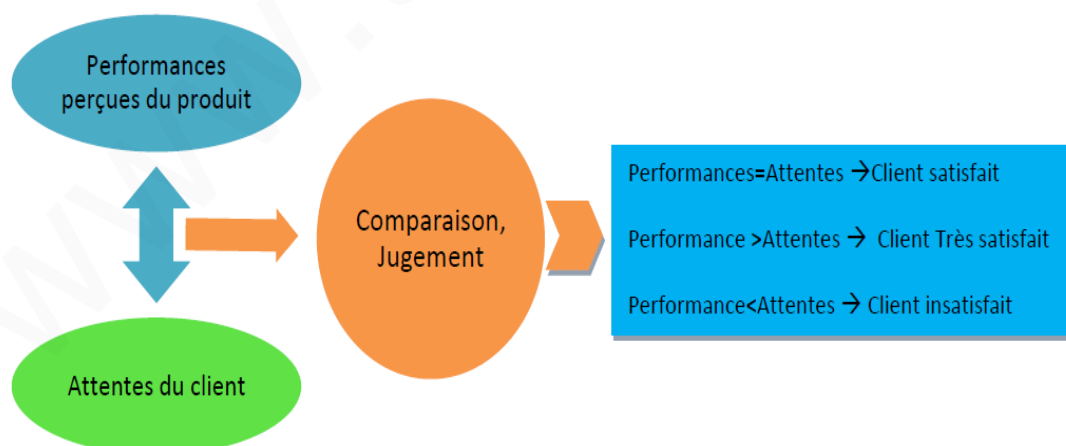 Performances
perçues du produit
Comparaison,
Jugement
Performances=Attentes →Client satisfait
Performance >Attentes → Client Très satisfait
Performance<Attentes → Client insatisfait
Attentes du client